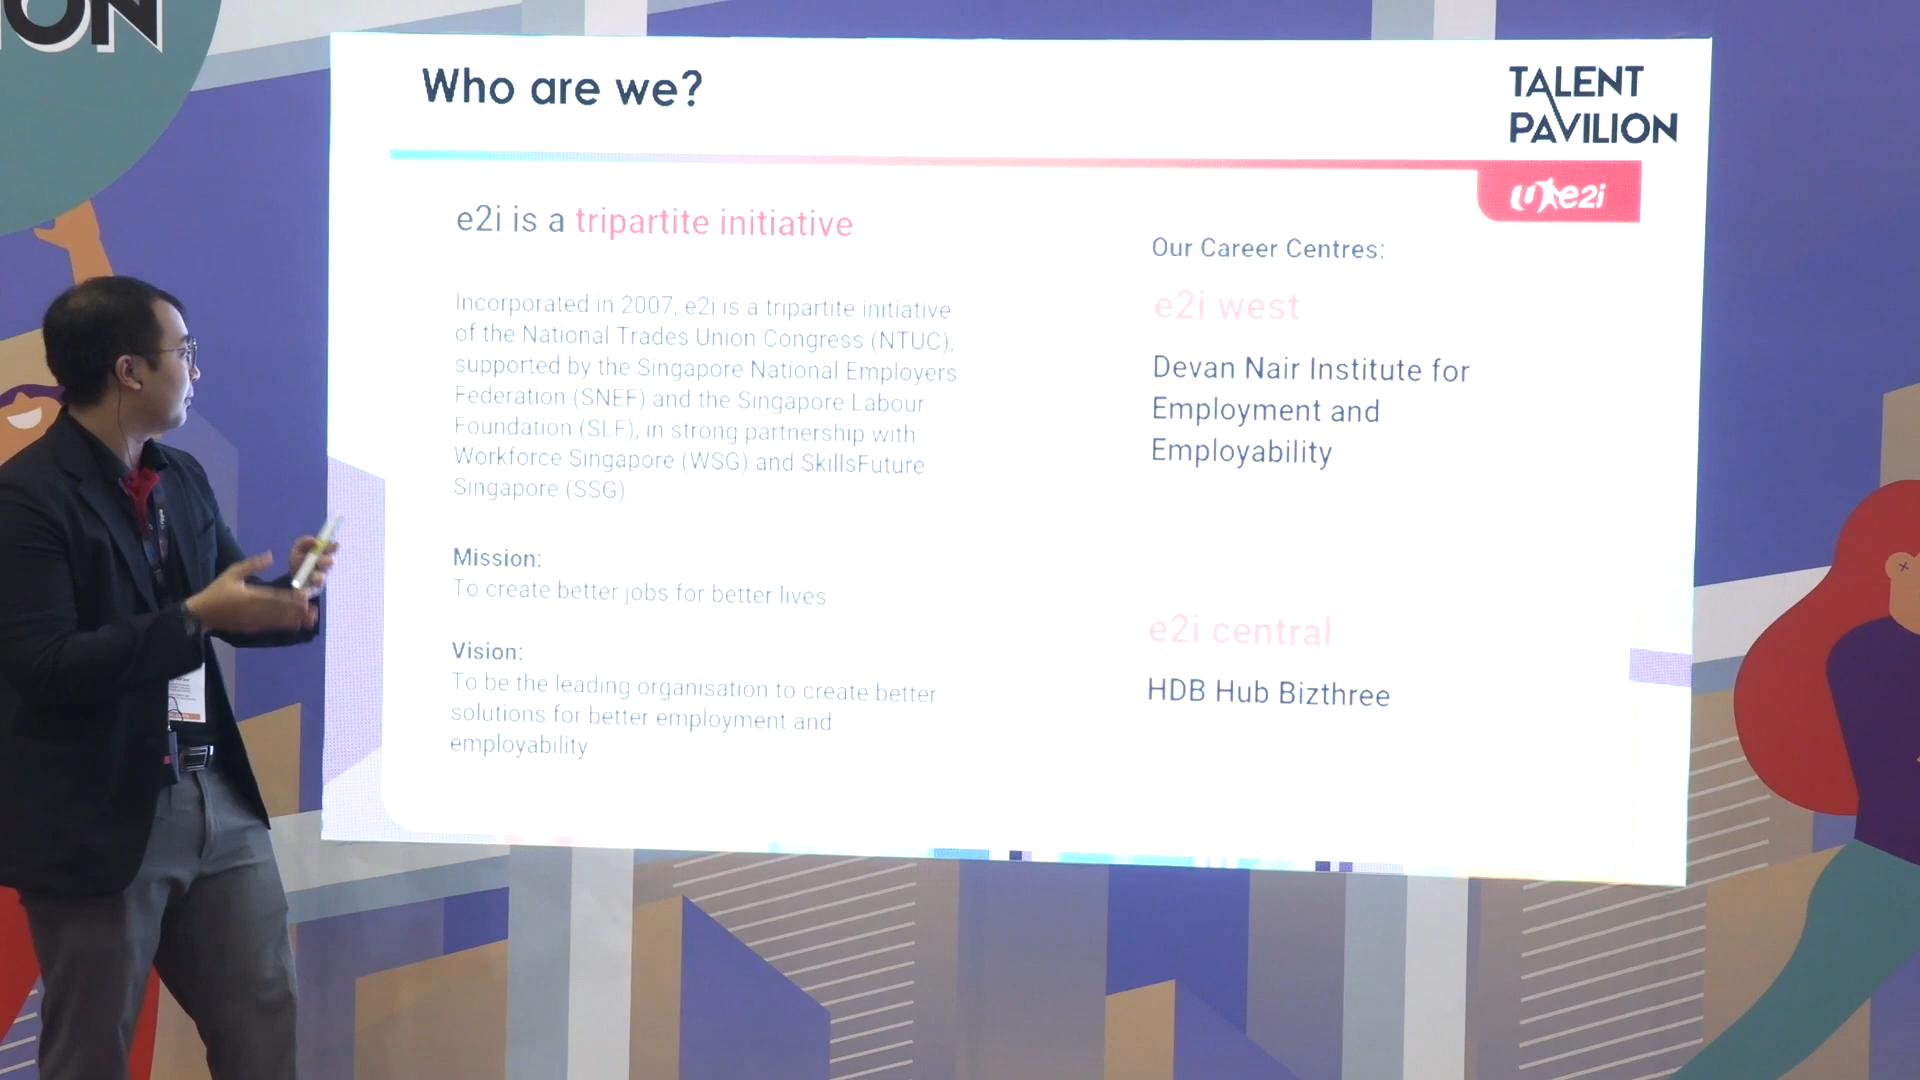 ION
Who are we?
TALENT
PAVILION
u e2i
e2i is a tripartite initiative
Incorporated in 2007, e2i is a tripartite initiative
of the National Trades Union Congress (NTUC),
supported by the Singapore National Employers
Federation (SNEF) and the Singapore Labour
Foundation (SLF), in strong partnership with
Workforce Singapore (WSG) and SkillsFuture
Singapore (SSG).
Mission:
To create better jobs for better lives
Vision:
To be the leading organisation to create better
solutions for better employment and
employability
Our Career Centres:
e2i west
Devan Nair Institute for
Employment and
Employability
e2i central
HDB Hub Bizthree